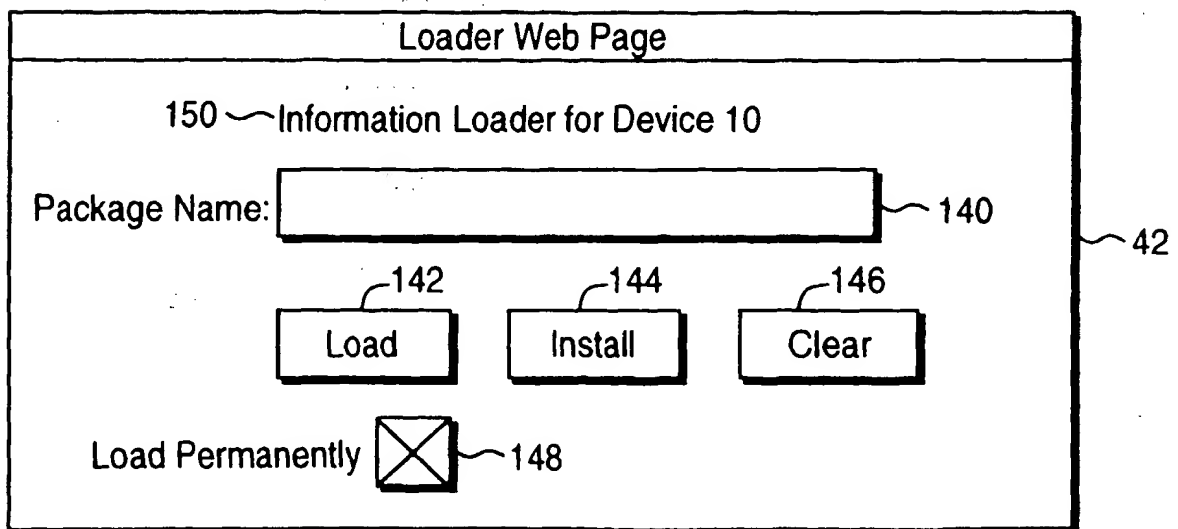 Loader Web Page
150 Information Loader for Device 10
Package Name: 140
42
142 144 146
Load Install Clear
Load Permanently 148